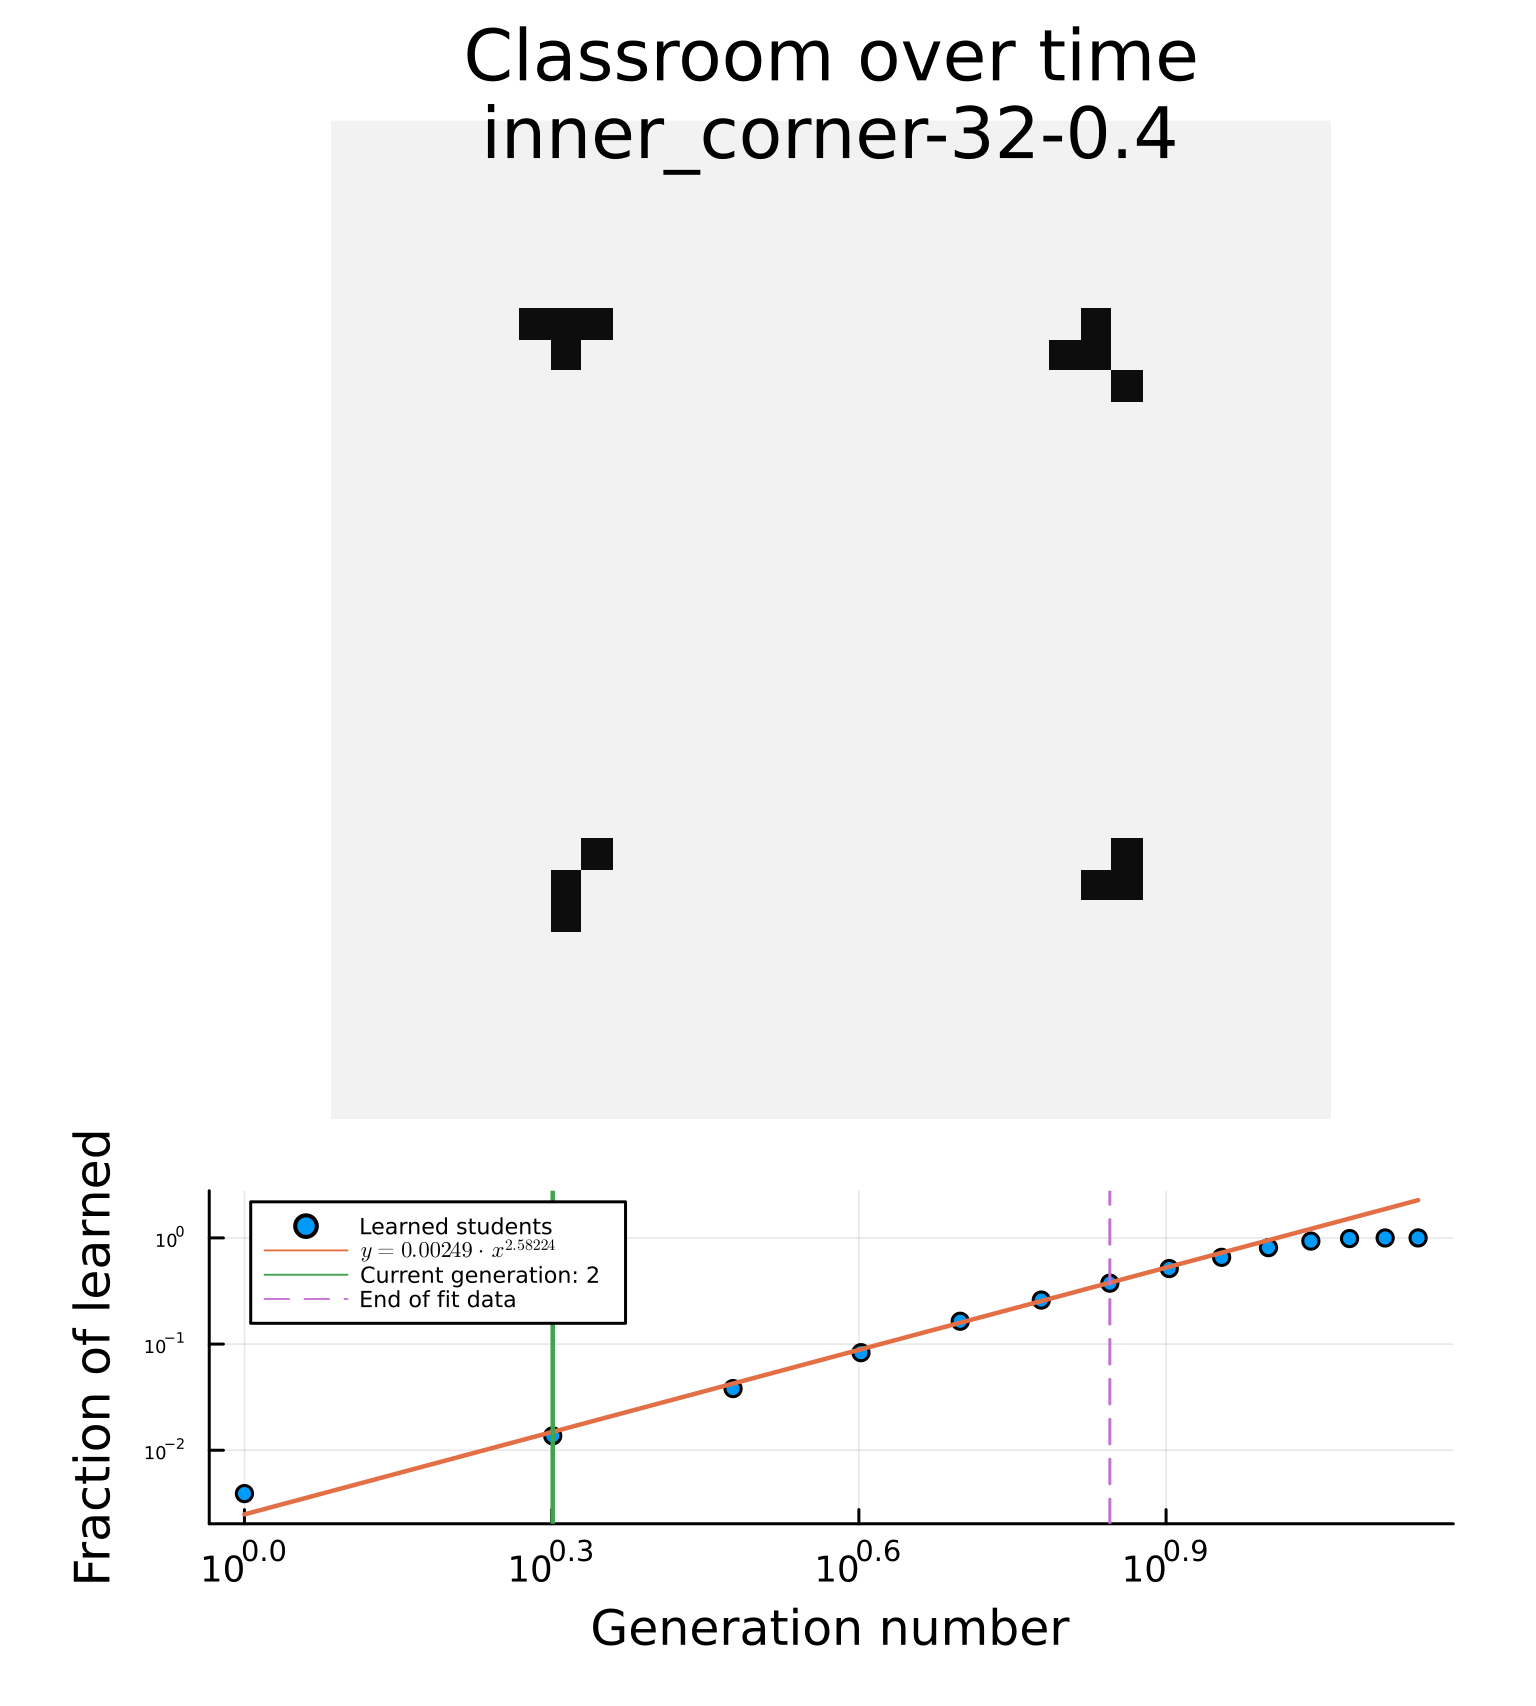 Classroom over time
inner_corner-32-0.4
Fraction of learned
10^0
10^-1
10^-2
Learned students
y = 0.00249 · x^2.58224
Current generation: 2
End of fit data
10^0.0 10^0.3 10^0.6 10^0.9
Generation number